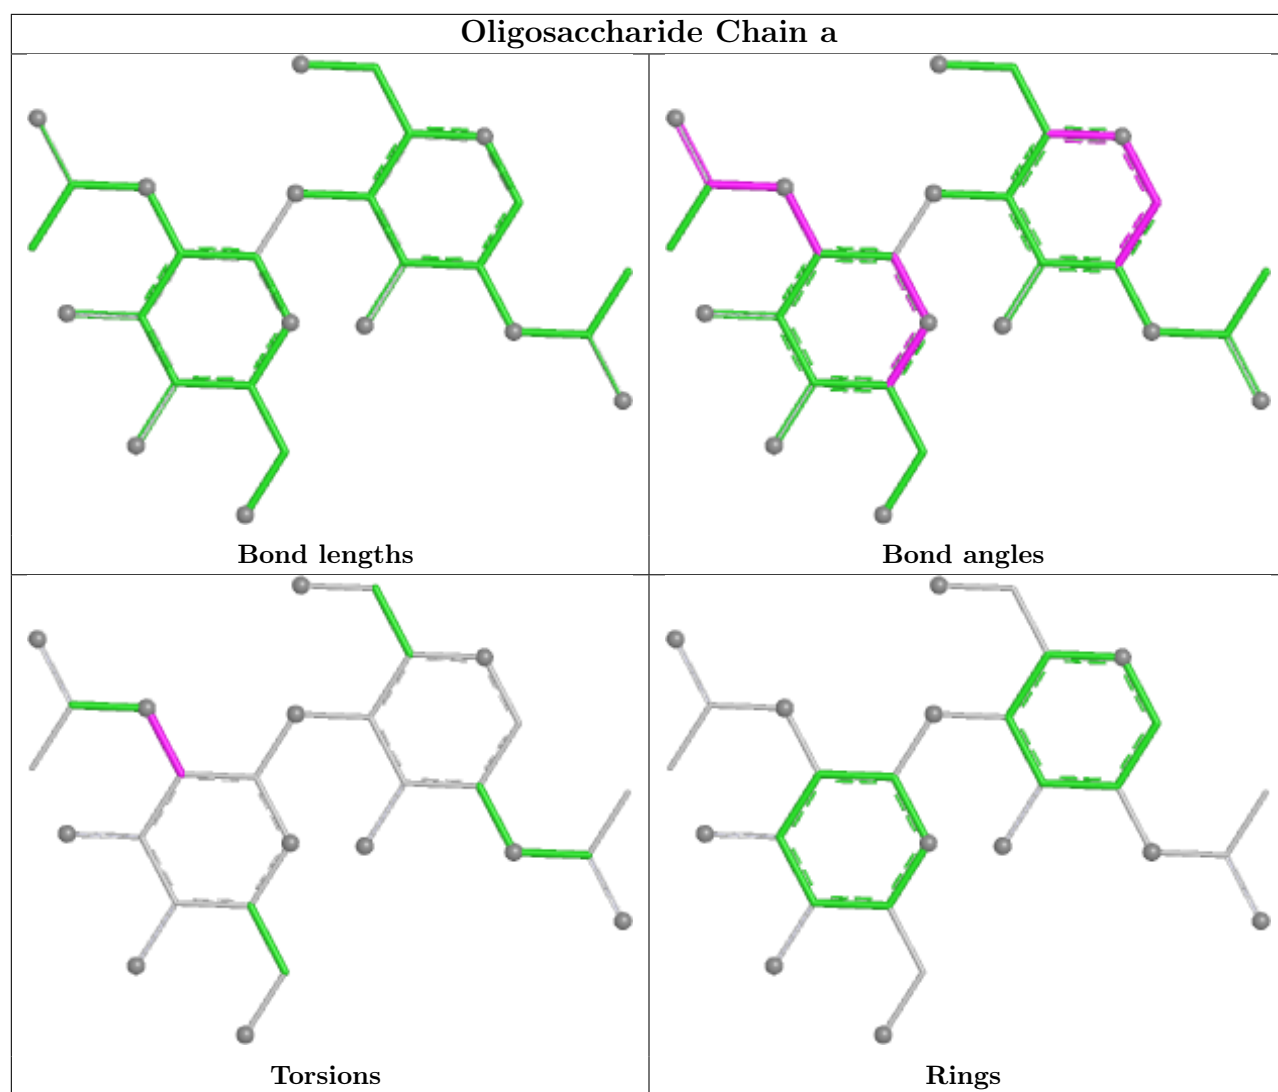 Oligosaccharide Chain a
Bond lengths
Bond angles
Torsions
Rings